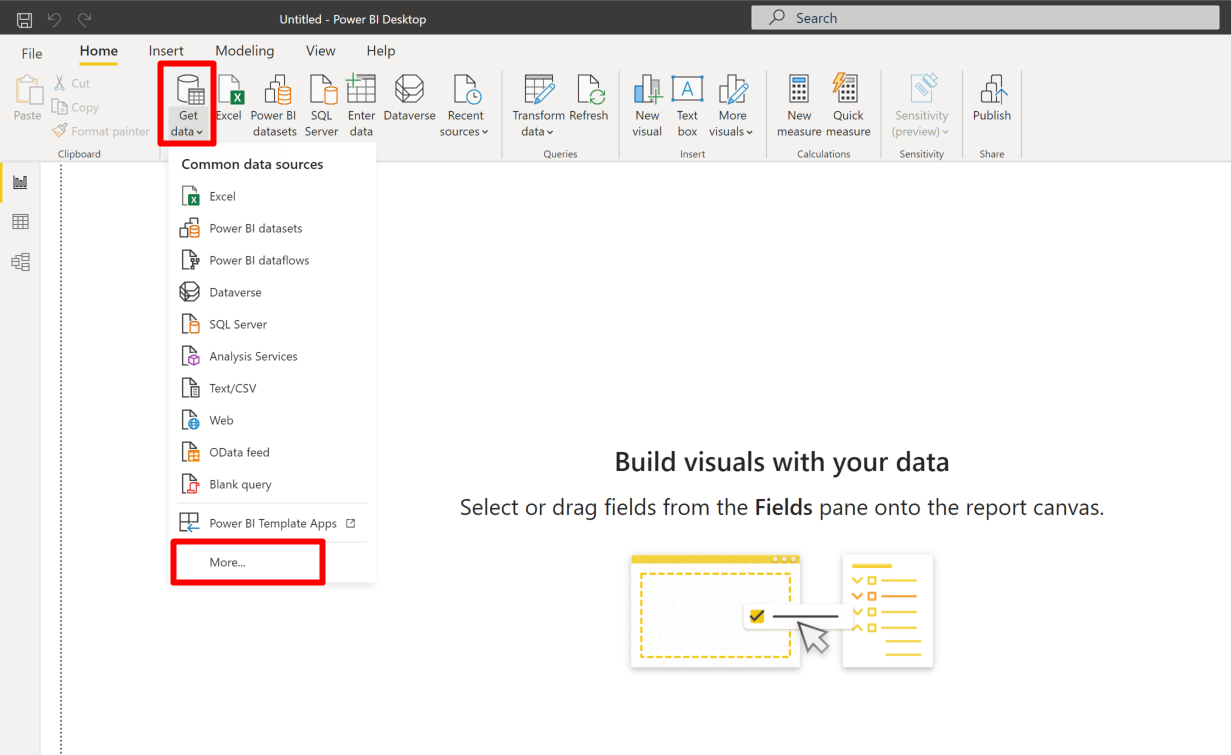 Untitled - Power BI Desktop
Search
File Home Insert Modeling View Help
Paste
Cut
Copy
Format painter
Clipboard
Get data
Excel
Power BI datasets
SQL Server
Enter data
Dataverse
Recent sources
Transform data
Refresh
Queries
New visual
Text box
More visuals
Insert
New measure
Quick measure
Calculations
Sensitivity (preview)
Sensitivity
Publish
Share
Common data sources
Excel
Power BI datasets
Power BI dataflows
Dataverse
SQL Server
Analysis Services
Text/CSV
Web
OData feed
Blank query
Power BI Template Apps
More...
Build visuals with your data
Select or drag fields from the Fields pane onto the report canvas.